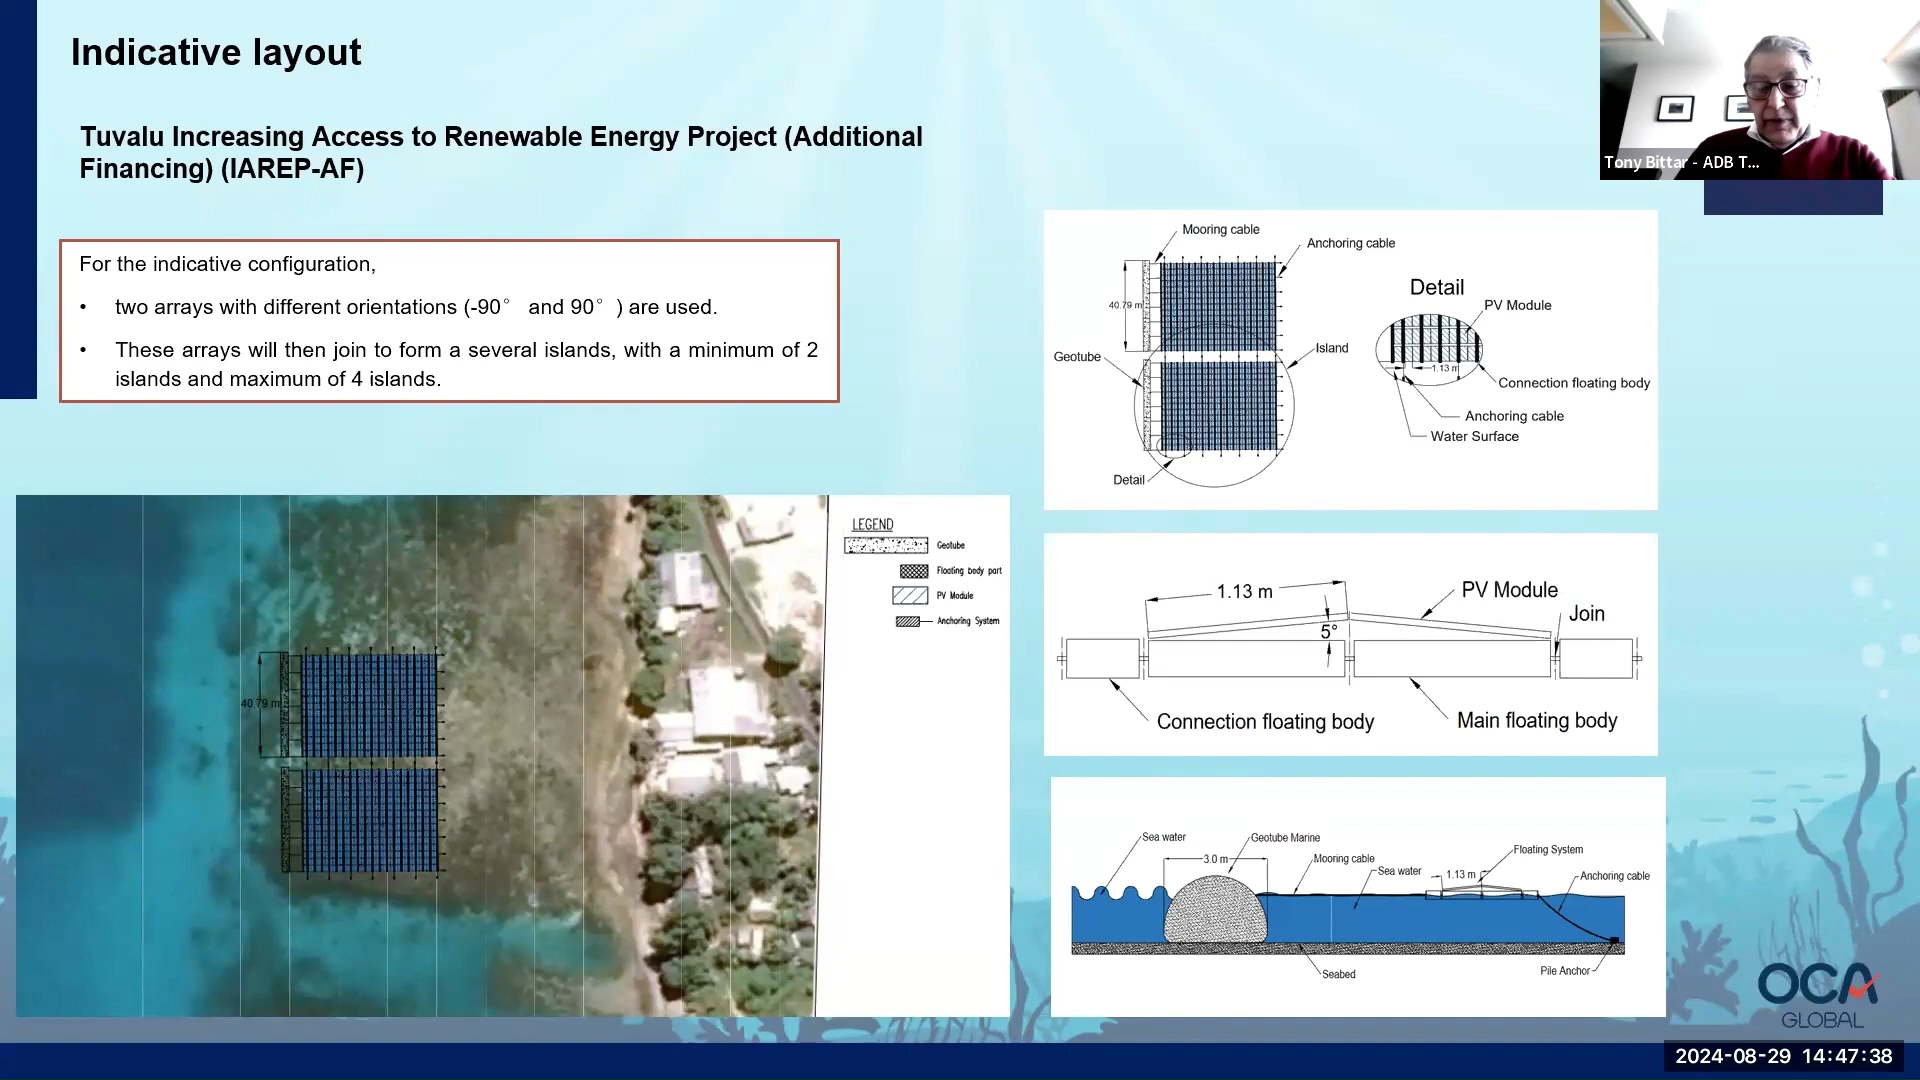 Indicative layout
Tuvalu Increasing Access to Renewable Energy Project (Additional
Financing) (IAREP-AF)
For the indicative configuration,
• two arrays with different orientations (-90° and 90° ) are used.
• These arrays will then join to form a several islands, with a minimum of 2
islands and maximum of 4 islands.
Tony Bittar - ADB T...
Mooring cable
Anchoring cable
40.79 m
Geotube
Island
Detail
Detail
PV Module
1.13 m
Connection floating body
Anchoring cable
Water Surface
LEGEND
Geotube
Floating body part
PV Module
Anchoring System
40.79 m
1.13 m
PV Module
Join
5°
Connection floating body
Main floating body
Sea water
Geotube Marine
3.0 m
Mooring cable
Sea water
Floating System
1.13 m
Anchoring cable
Seabed
Pile Anchor
OCA
GLOBAL
2024-08-29 14:47:38